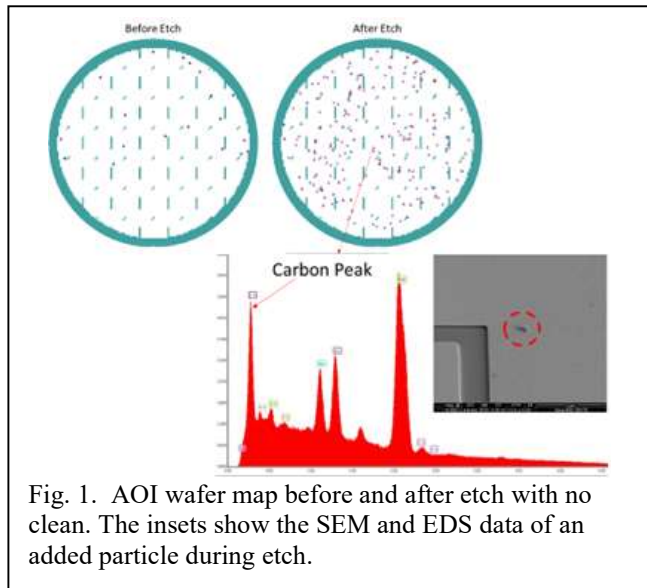 Before Etch
After Etch
Carbon Peak
Fig. 1.  AOI wafer map before and after etch with no
clean. The insets show the SEM and EDS data of an
added particle during etch.